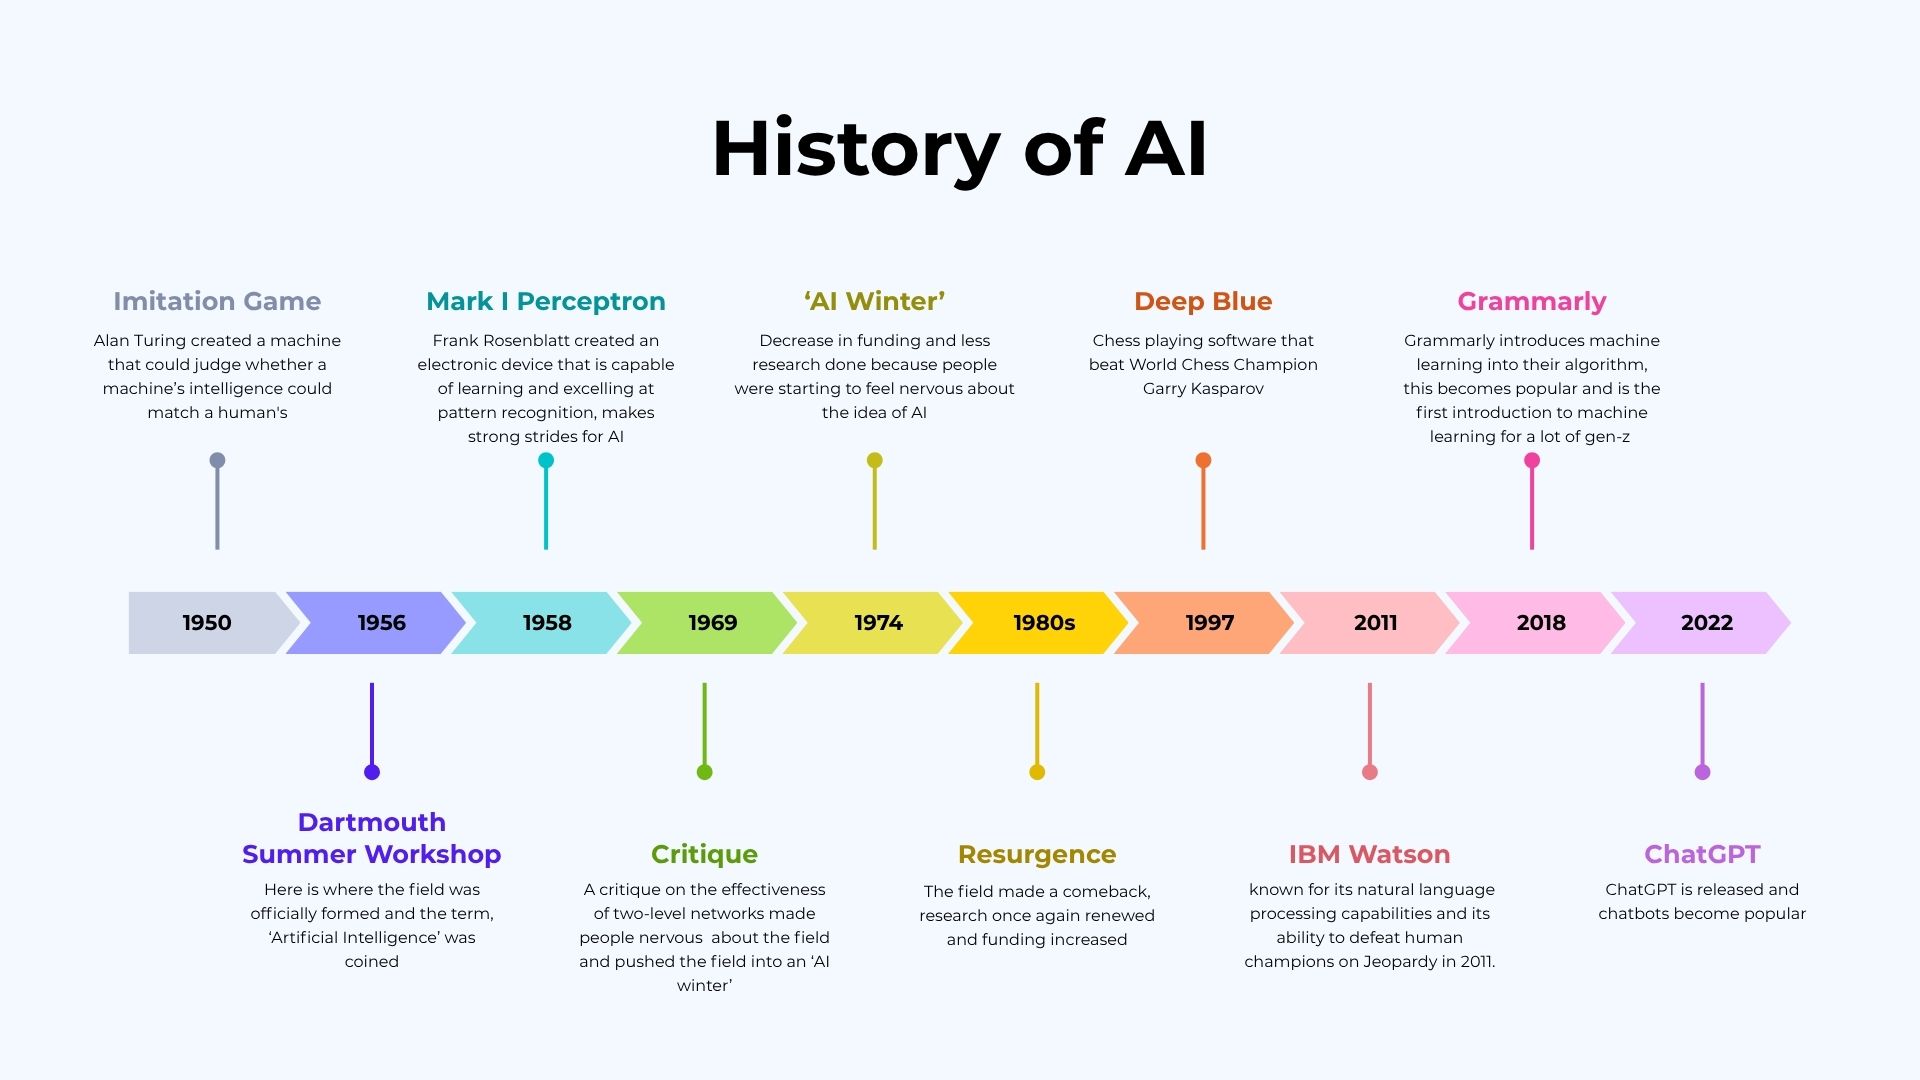 History of AI
Imitation Game
Alan Turing created a machine
that could judge whether a
machine’s intelligence could
match a human's
Mark I Perceptron
Frank Rosenblatt created an
electronic device that is capable
of learning and excelling at
pattern recognition, makes
strong strides for AI
‘AI Winter’
Decrease in funding and less
research done because people
were starting to feel nervous about
the idea of AI
Deep Blue
Chess playing software that
beat World Chess Champion
Garry Kasparov
Grammarly
Grammarly introduces machine
learning into their algorithm,
this becomes popular and is the
first introduction to machine
learning for a lot of gen-z
1950
1956
1958
1969
1974
1980s
1997
2011
2018
2022
Dartmouth
Summer Workshop
Here is where the field was
officially formed and the term,
‘Artificial Intelligence’ was
coined
Critique
A critique on the effectiveness
of two-level networks made
people nervous  about the field
and pushed the field into an ‘AI
winter’
Resurgence
The field made a comeback,
research once again renewed
and funding increased
IBM Watson
known for its natural language
processing capabilities and its
ability to defeat human
champions on Jeopardy in 2011.
ChatGPT
ChatGPT is released and
chatbots become popular